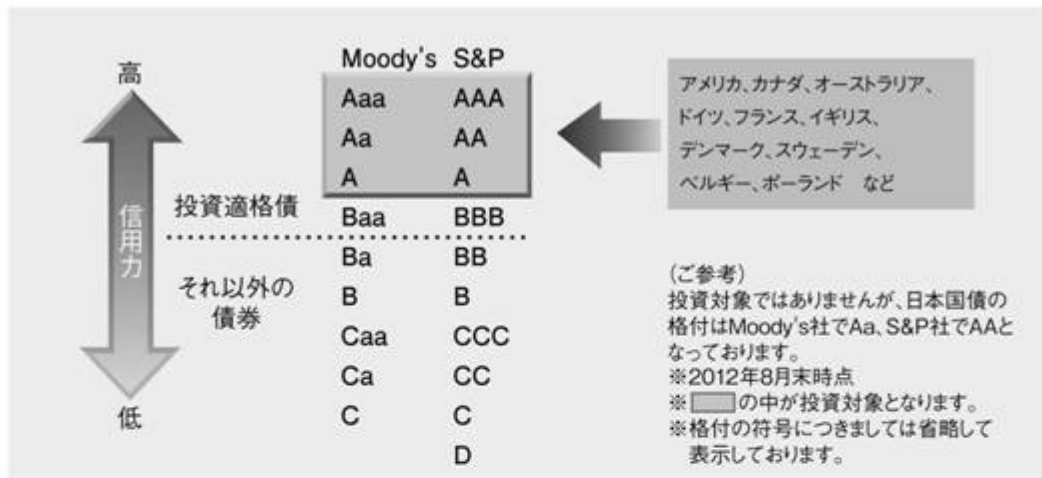 高
信用力
低
投資適格債
それ以外の
債券
Moody's S&P
Aaa AAA
Aa AA
A A
Baa BBB
Ba BB
B B
Caa CCC
Ca CC
C C
D
アメリカ、カナダ、オーストラリア、
ドイツ、フランス、イギリス、
デンマーク、スウェーデン、
ベルギー、ポーランド など
(ご参考)
投資対象ではありませんが、日本国債の
格付はMoody's社でAa、S&P社でAAと
なっております。
※2012年8月末時点
※ の中が投資対象となります。
※格付の符号につきましては省略して
表示しております。